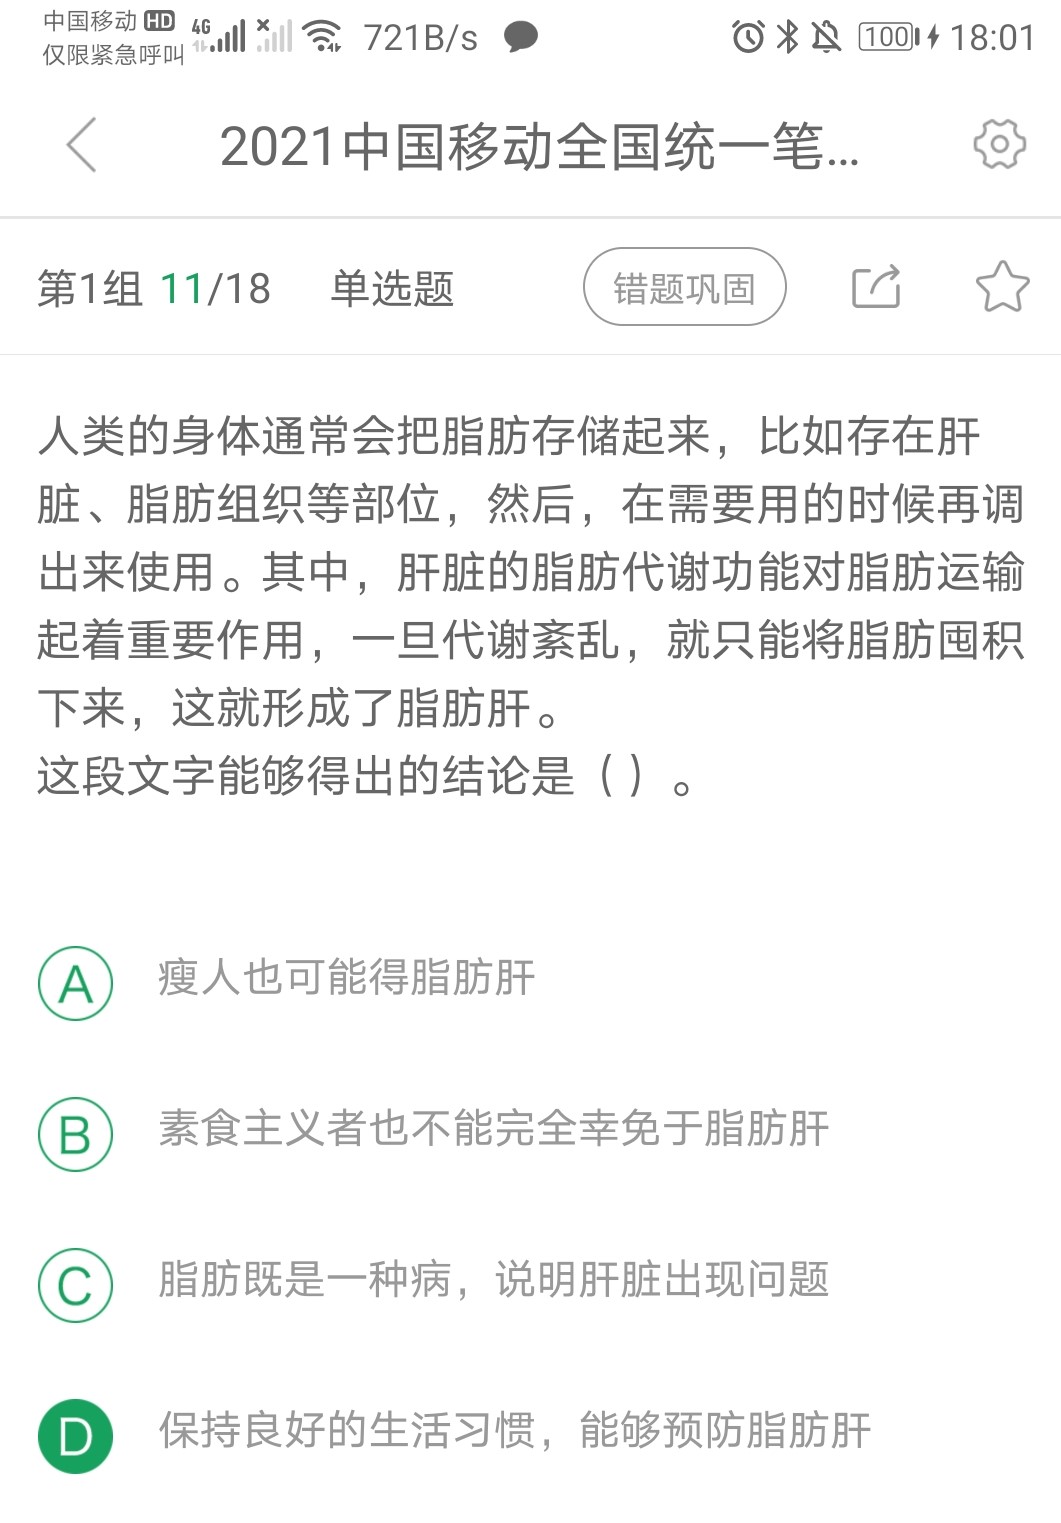 中国移动 HD 4G 721B/s 100 18:01
仅限紧急呼叫
2021中国移动全国统一笔...
第1组 11/18 单选题 错题巩固
人类的身体通常会把脂肪存储起来，比如存在肝
脏、脂肪组织等部位，然后，在需要用的时候再调
出来使用。其中，肝脏的脂肪代谢功能对脂肪运输
起着重要作用，一旦代谢紊乱，就只能将脂肪囤积
下来，这就形成了脂肪肝。
这段文字能够得出的结论是（）。
A 瘦人也可能得脂肪肝
B 素食主义者也不能完全幸免于脂肪肝
C 脂肪既是一种病，说明肝脏出现问题
D 保持良好的生活习惯，能够预防脂肪肝